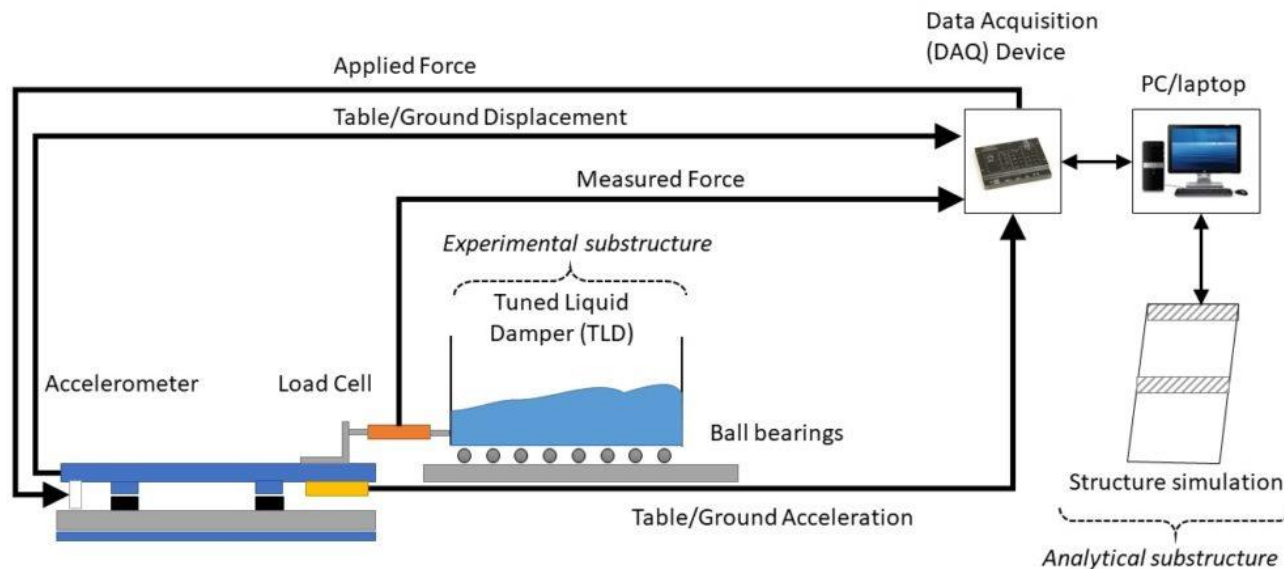 Data Acquisition
(DAQ) Device
Applied Force
PC/laptop
Table/Ground Displacement
Measured Force
Experimental substructure
Tuned Liquid
Damper (TLD)
Accelerometer
Load Cell
Ball bearings
Structure simulation
Table/Ground Acceleration
Analytical substructure